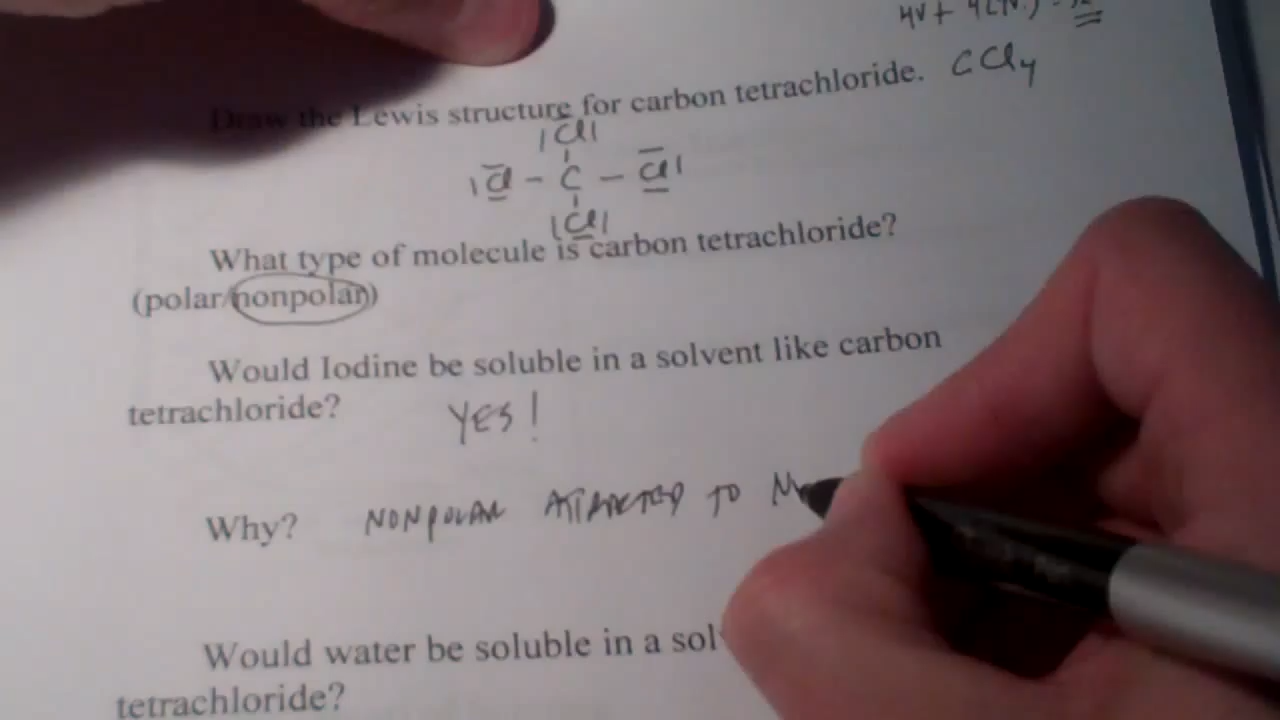 4V+ 4(
Draw the Lewis structure for carbon tetrachloride. CCl4
|Cl|
|Cl - C - Cl|
|Cl|
What type of molecule is carbon tetrachloride?
(polar/nonpolar)
Would Iodine be soluble in a solvent like carbon
tetrachloride? YES!
Why? NONPOLAR ATTRACTED TO N
Would water be soluble in a sol
tetrachloride?